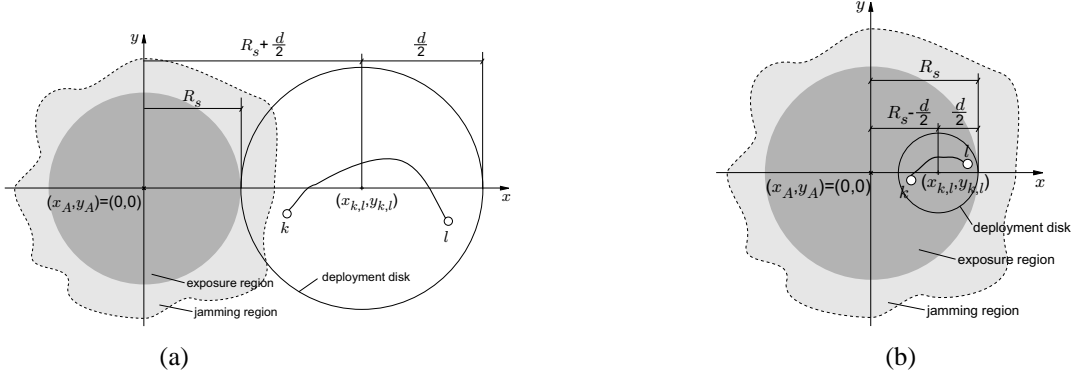 y
R_s + d/2
d/2
R_s
(x_A,y_A)=(0,0)
(x_{k,l},y_{k,l})
x
k
l
deployment disk
exposure region
jamming region
(a)
y
R_s
R_s - d/2
d/2
l
(x_A,y_A)=(0,0)
k
(x_{k,l},y_{k,l})
x
deployment disk
exposure region
jamming region
(b)